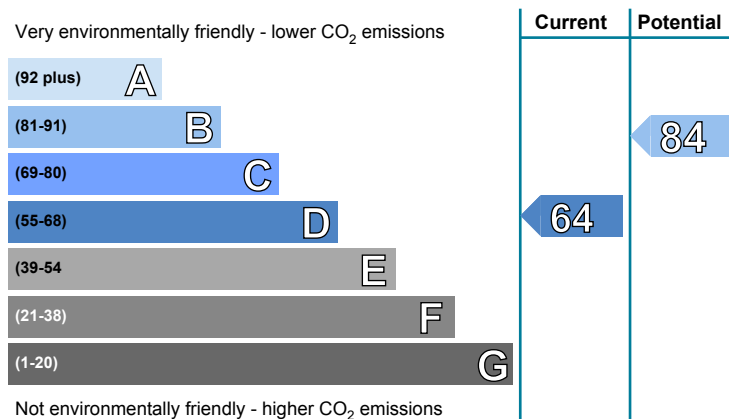 Very environmentally friendly - lower CO₂ emissions
Current
Potential
(92 plus) A
(81-91) B
84
(69-80) C
(55-68) D
64
(39-54 E
(21-38) F
(1-20) G
Not environmentally friendly - higher CO₂ emissions